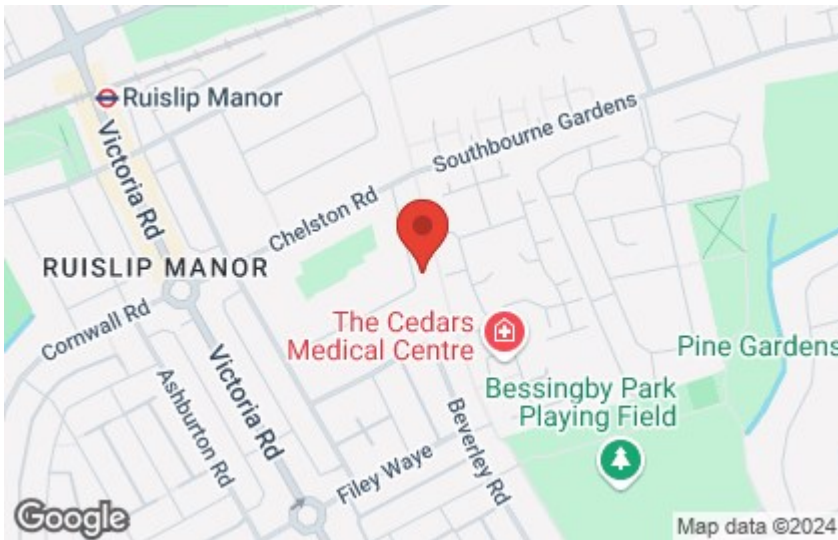 Ruislip Manor
Victoria Rd
Southbourne Gardens
Chelston Rd
RUISLIP MANOR
Cornwall Rd
The Cedars
Medical Centre
Pine Gardens
Ashburton Rd
Victoria Rd
Bessingby Park
Playing Field
Beverley Rd
Filey Waye
Google
Map data ©2024